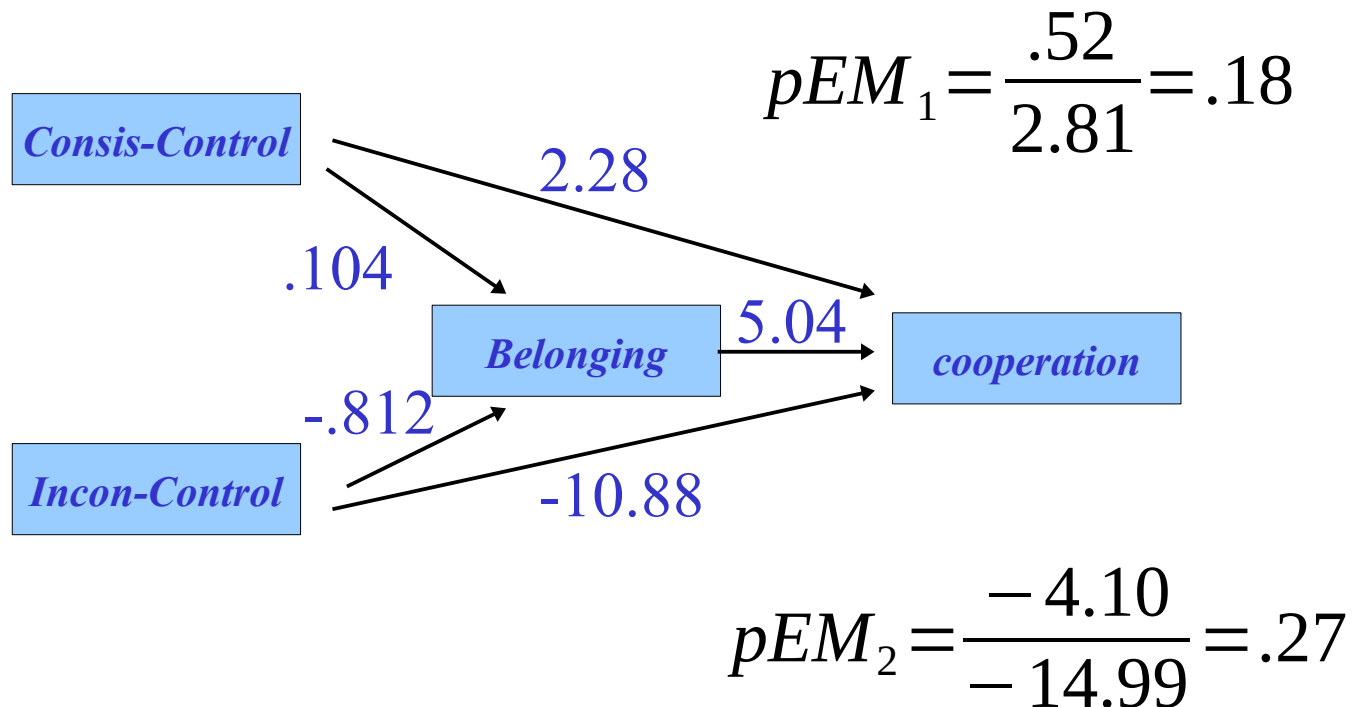 pEM₁ = .52 / 2.81 = .18
Consis-Control
2.28
.104
Belonging
5.04
cooperation
-.812
Incon-Control
-10.88
pEM₂ = − 4.10 / − 14.99 = .27